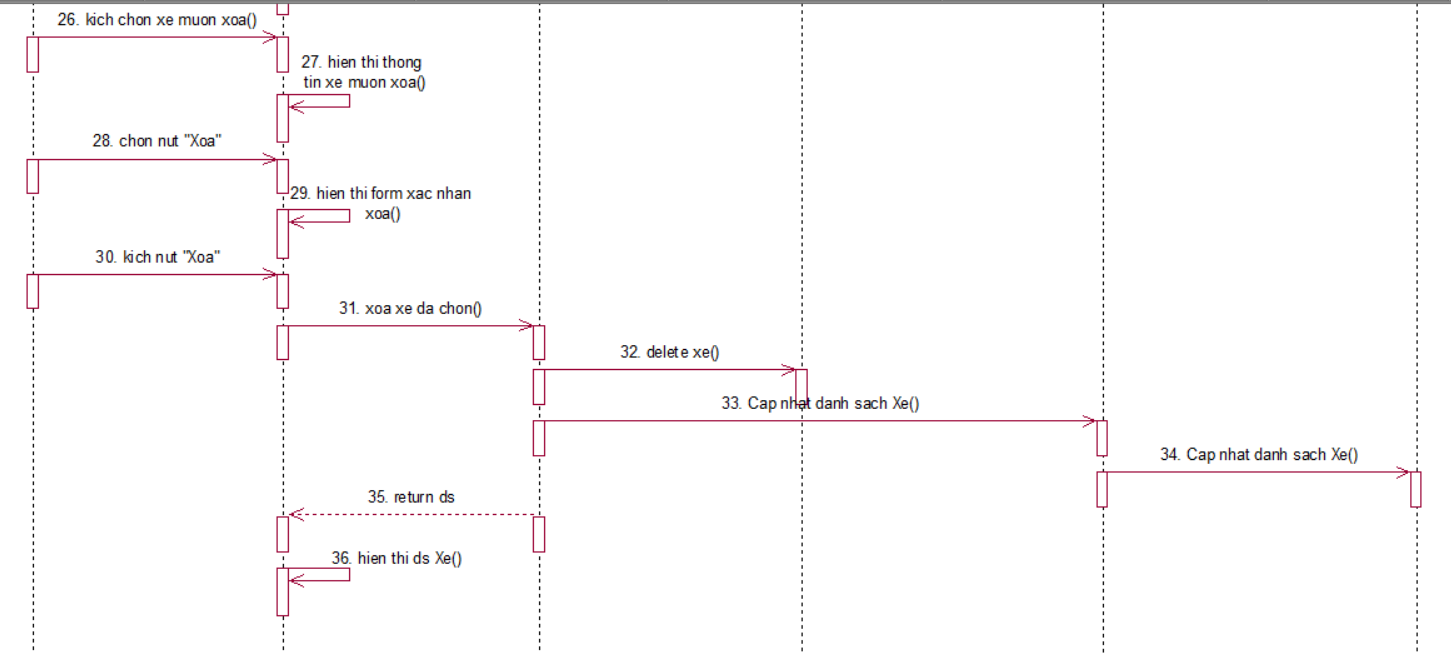 26. kich chon xe muon xoa()
27. hien thi thong
tin xe muon xoa()
28. chon nut "Xoa"
29. hien thi form xac nhan
xoa()
30. kich nut "Xoa"
31. xoa xe da chon()
32. delete xe()
33. Cap nhat danh sach Xe()
34. Cap nhat danh sach Xe()
35. return ds
36. hien thi ds Xe()